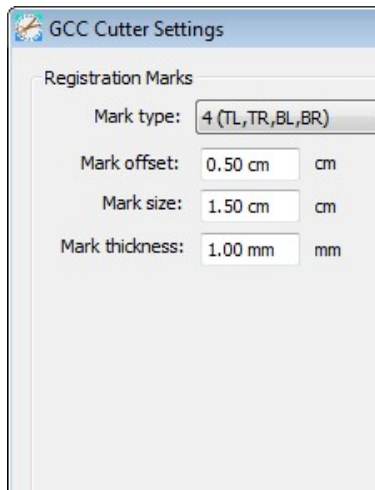 GCC Cutter Settings
Registration Marks
Mark type: 4 (TL,TR,BL,BR)
Mark offset: 0.50 cm cm
Mark size: 1.50 cm cm
Mark thickness: 1.00 mm mm